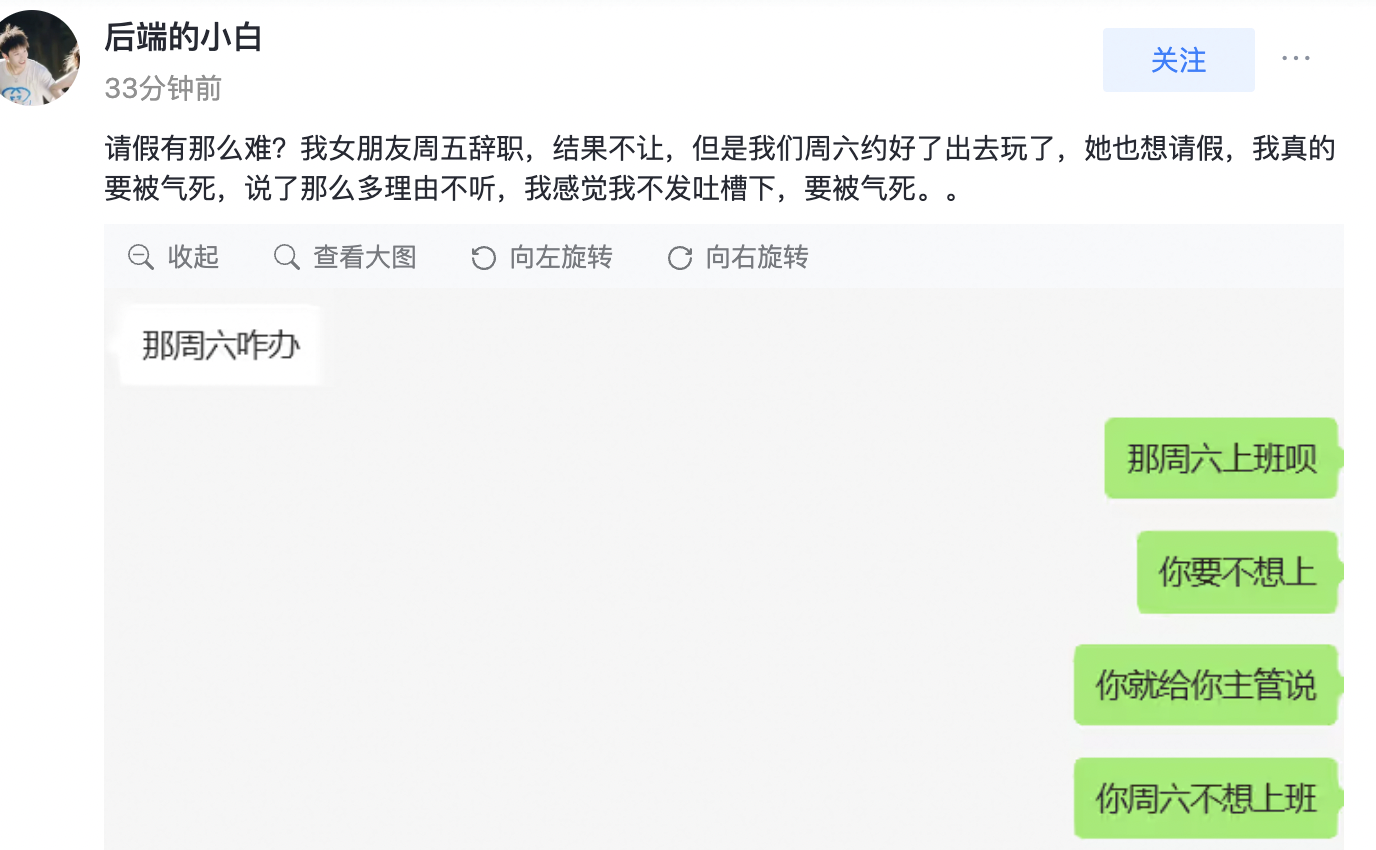 后端的小白
33分钟前
关注
请假有那么难？我女朋友周五辞职，结果不让，但是我们周六约好了出去玩了，她也想请假，我真的
要被气死，说了那么多理由不听，我感觉我不发吐槽下，要被气死。。
收起 查看大图 向左旋转 向右旋转
那周六咋办
那周六上班呗
你要不想上
你就给你主管说
你周六不想上班